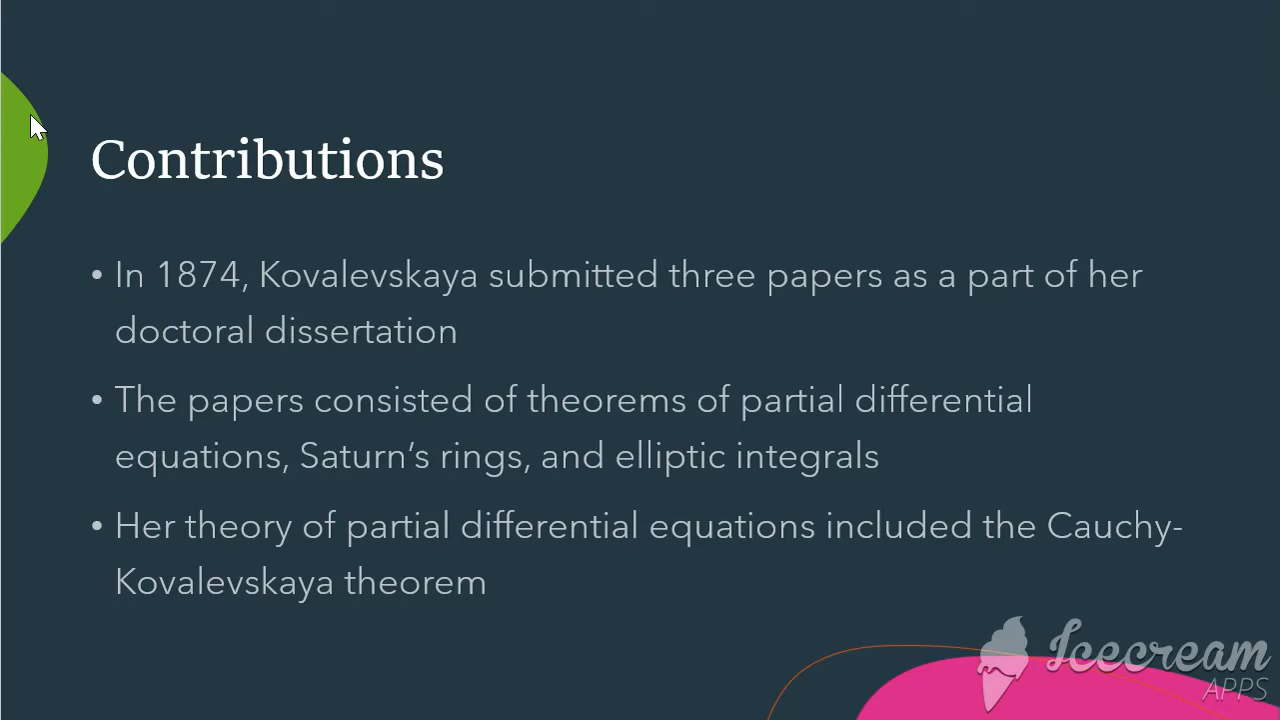 Contributions
• In 1874, Kovalevskaya submitted three papers as a part of her
doctoral dissertation
• The papers consisted of theorems of partial differential
equations, Saturn’s rings, and elliptic integrals
• Her theory of partial differential equations included the Cauchy-
Kovalevskaya theorem
Icecream
APPS